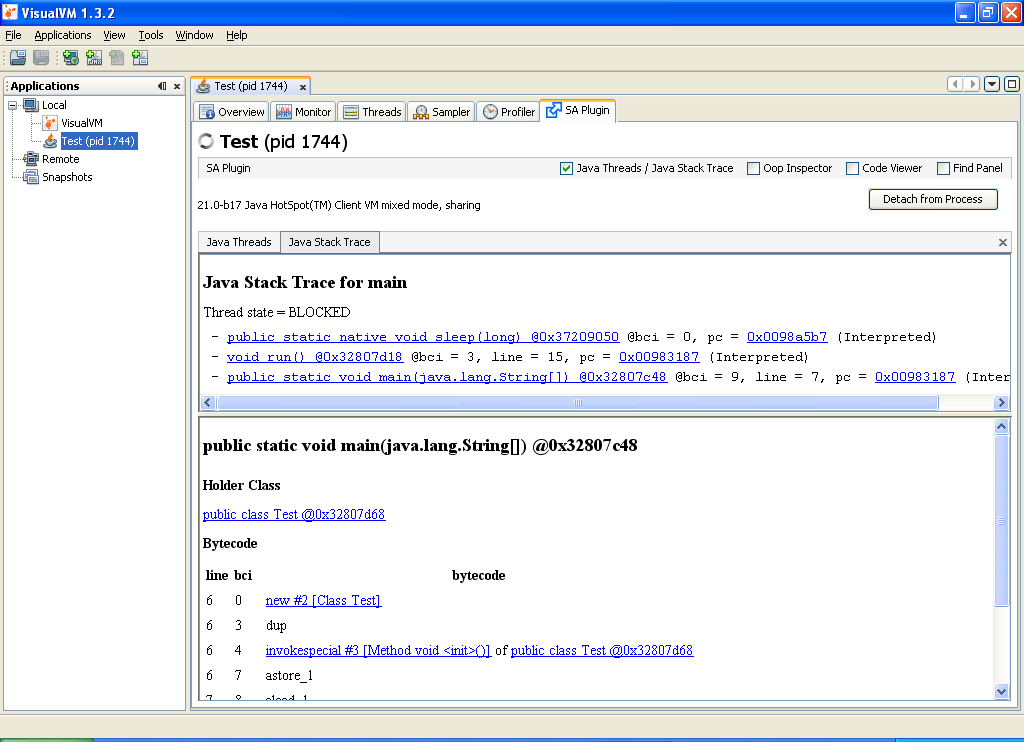 VisualVM 1.3.2
File Applications View Tools Window Help
Applications
Local
VisualVM
Test (pid 1744)
Remote
Snapshots
Test (pid 1744)
Overview Monitor Threads Sampler Profiler SA Plugin
Test (pid 1744)
SA Plugin Java Threads / Java Stack Trace Oop Inspector Code Viewer Find Panel
21.0-b17 Java HotSpot(TM) Client VM mixed mode, sharing Detach from Process
Java Threads Java Stack Trace
Java Stack Trace for main
Thread state = BLOCKED
- public static native void sleep(long) @0x37209050 @bci = 0, pc = 0x0098a5b7 (Interpreted)
- void run() @0x32807d18 @bci = 3, line = 15, pc = 0x00983187 (Interpreted)
- public static void main(java.lang.String[]) @0x32807c48 @bci = 9, line = 7, pc = 0x00983187 (Inter
public static void main(java.lang.String[]) @0x32807c48
Holder Class
public class Test @0x32807d68
Bytecode
line bci bytecode
6 0 new #2 [Class Test]
6 3 dup
6 4 invokespecial #3 [Method void <init>()] of public class Test @0x32807d68
6 7 astore_1
7 8 aload_1